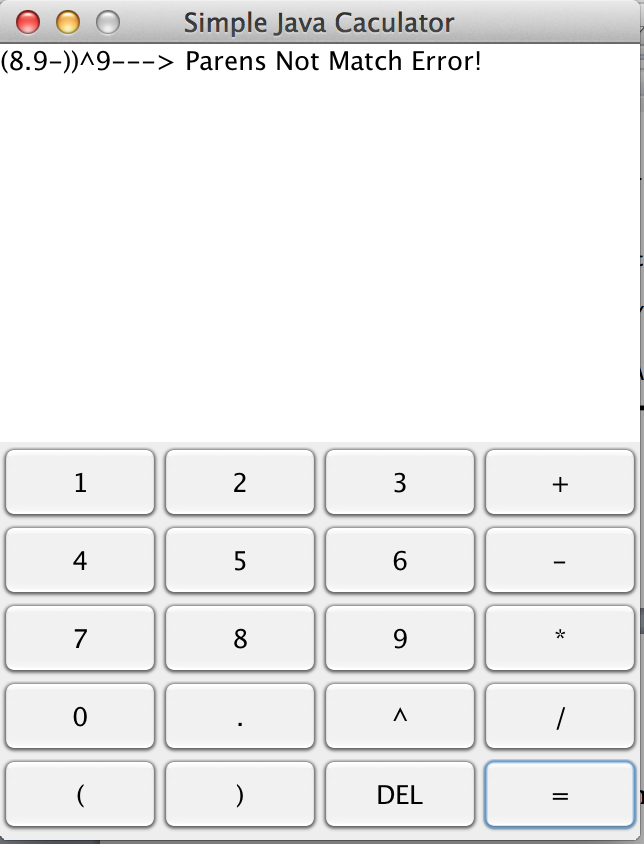 Simple Java Caculator
(8.9-))^9---> Parens Not Match Error!
1 2 3 +
4 5 6 -
7 8 9 *
0 . ^ /
( ) DEL =